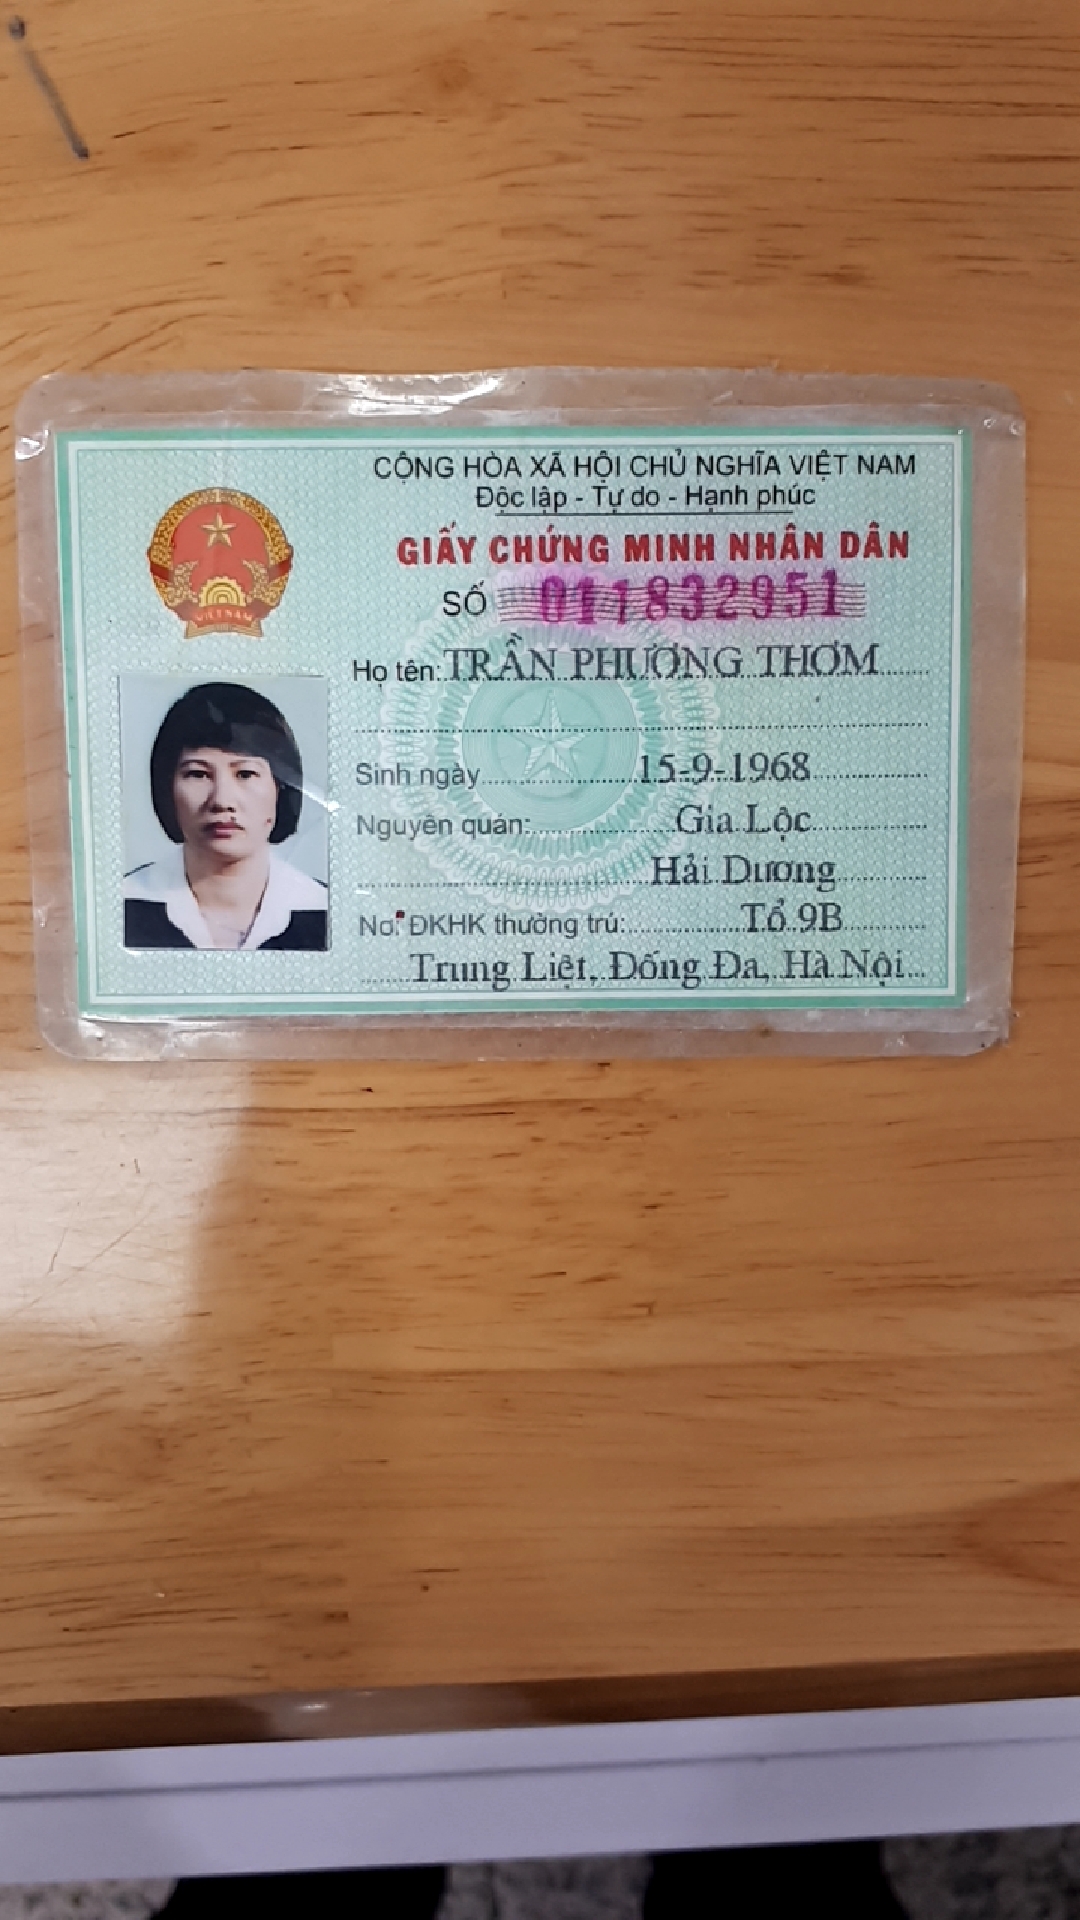 CỘNG HÒA XÃ HỘI CHỦ NGHĨA VIỆT NAM
Độc lập - Tự do - Hạnh phúc
GIẤY CHỨNG MINH NHÂN DÂN
SỐ 011832951
Họ tên: TRẦN PHƯƠNG THƠM
Sinh ngày 15-9-1968
Nguyên quán: Gia Lộc
Hải Dương
Nơi ĐKHK thường trú: Tổ 9B
Trung Liệt, Đống Đa, Hà Nội
VIỆT NAM